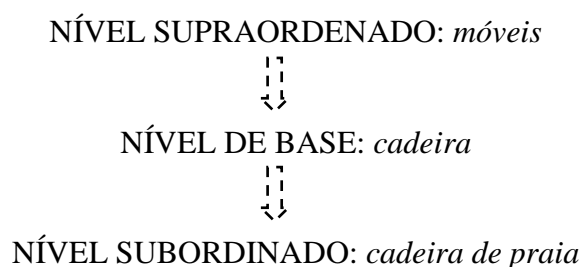 NÍVEL SUPRAORDENADO: móveis
NÍVEL DE BASE: cadeira
NÍVEL SUBORDINADO: cadeira de praia